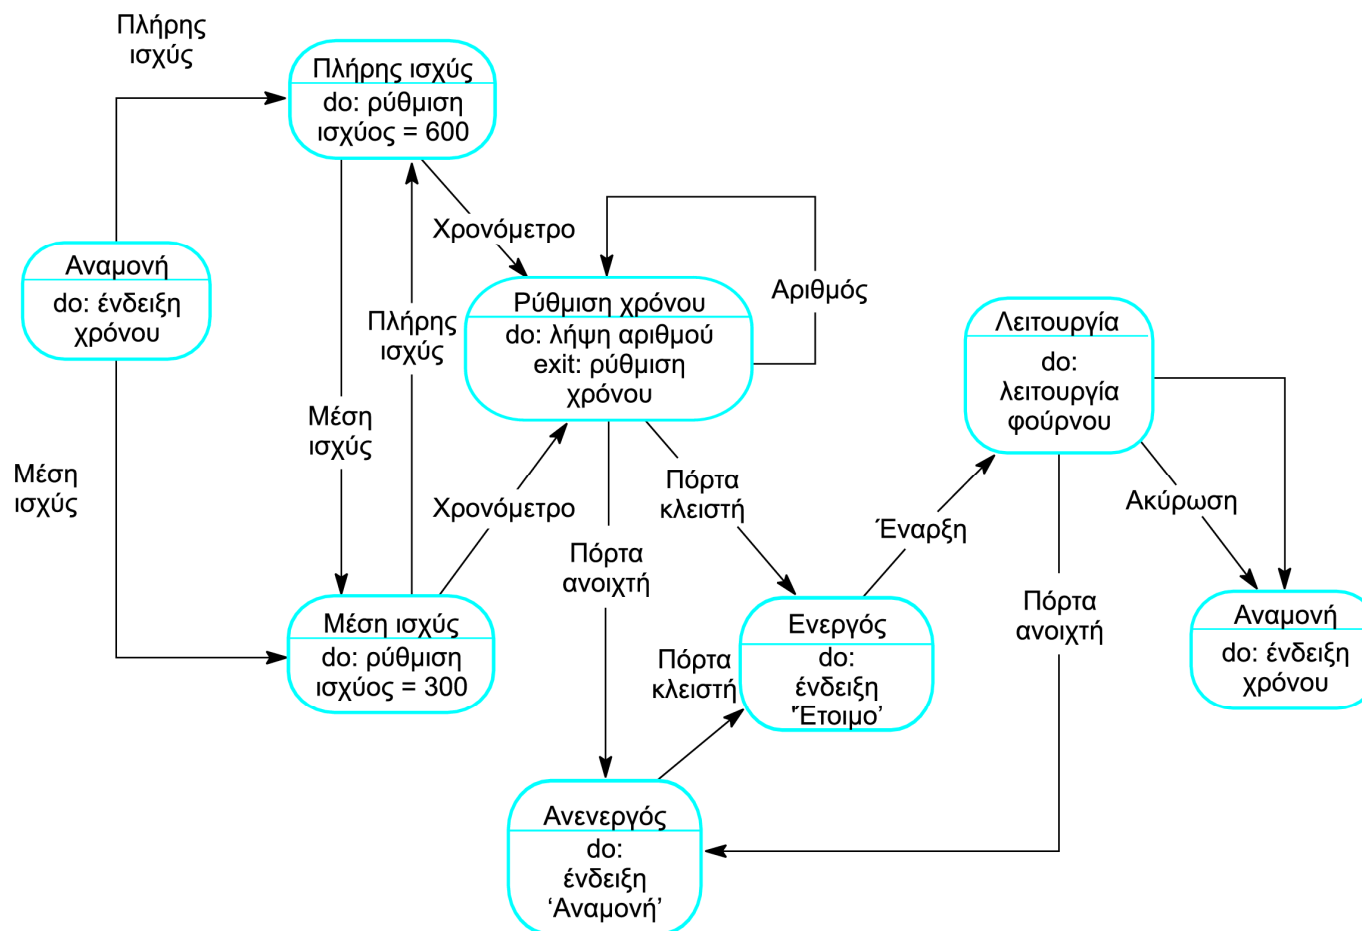 Πλήρης
ισχύς
Πλήρης ισχύς
do: ρύθμιση
ισχύος = 600
Χρονόμετρο
Αναμονή
do: ένδειξη
χρόνου
Πλήρης
ισχύς
Ρύθμιση χρόνου
do: λήψη αριθμού
exit: ρύθμιση
χρόνου
Αριθμός
Λειτουργία
do:
λειτουργία
φούρνου
Μέση
ισχύς
Μέση
ισχύς
Χρονόμετρο
Πόρτα
κλειστή
Πόρτα
ανοιχτή
Έναρξη
Ακύρωση
Πόρτα
ανοιχτή
Μέση ισχύς
do: ρύθμιση
ισχύος = 300
Πόρτα
κλειστή
Ενεργός
do:
ένδειξη
‘Έτοιμο’
Αναμονή
do: ένδειξη
χρόνου
Ανενεργός
do:
ένδειξη
‘Αναμονή’